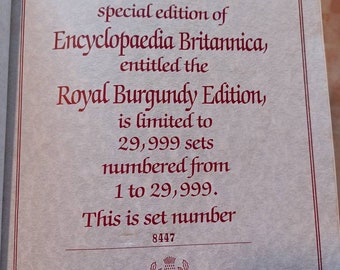 special edition of
Encyclopaedia Britannica,
entitled the
Royal Burgundy Edition,
is limited to
29,999 sets
numbered from
1 to 29,999.
This is set number
8447